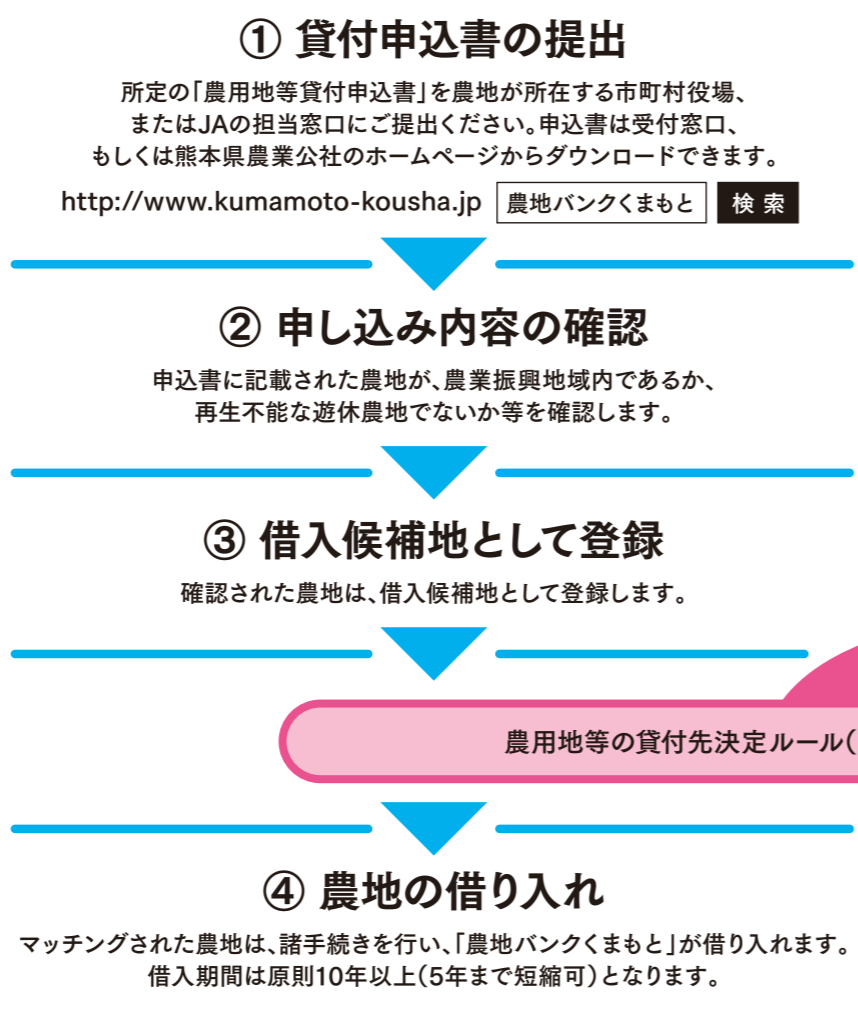 ① 貸付申込書の提出
所定の「農用地等貸付申込書」を農地が所在する市町村役場、
またはJAの担当窓口にご提出ください。申込書は受付窓口、
もしくは熊本県農業公社のホームページからダウンロードできます。
http://www.kumamoto-kousha.jp 農地バンクくまもと 検索
② 申し込み内容の確認
申込書に記載された農地が、農業振興地域内であるか、
再生不能な遊休農地でないか等を確認します。
③ 借入候補地として登録
確認された農地は、借入候補地として登録します。
農用地等の貸付先決定ルール(
④ 農地の借り入れ
マッチングされた農地は、諸手続きを行い、「農地バンクくまもと」が借り入れます。
借入期間は原則10年以上(5年まで短縮可)となります。